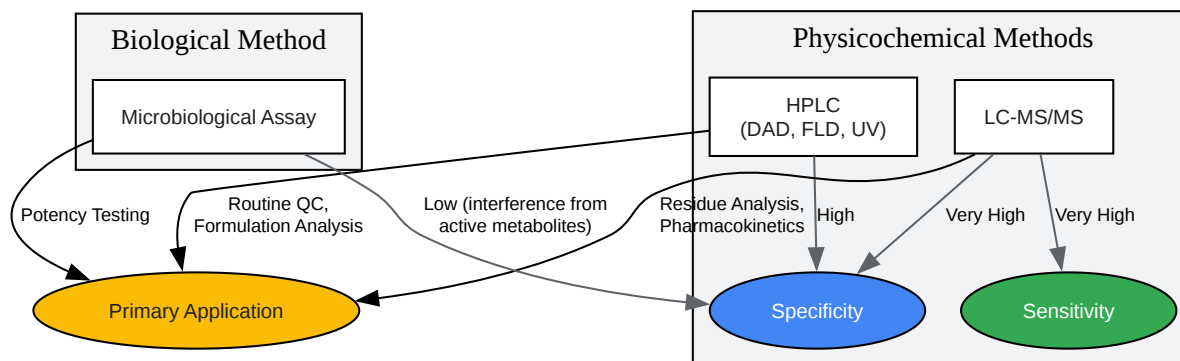 Biological Method
Physicochemical Methods
Microbiological Assay
HPLC
(DAD, FLD, UV)
LC-MS/MS
Potency Testing
Routine QC,
Formulation Analysis
Low (interference from
active metabolites)
Residue Analysis,
Pharmacokinetics
High
Very High
Very High
Primary Application
Specificity
Sensitivity